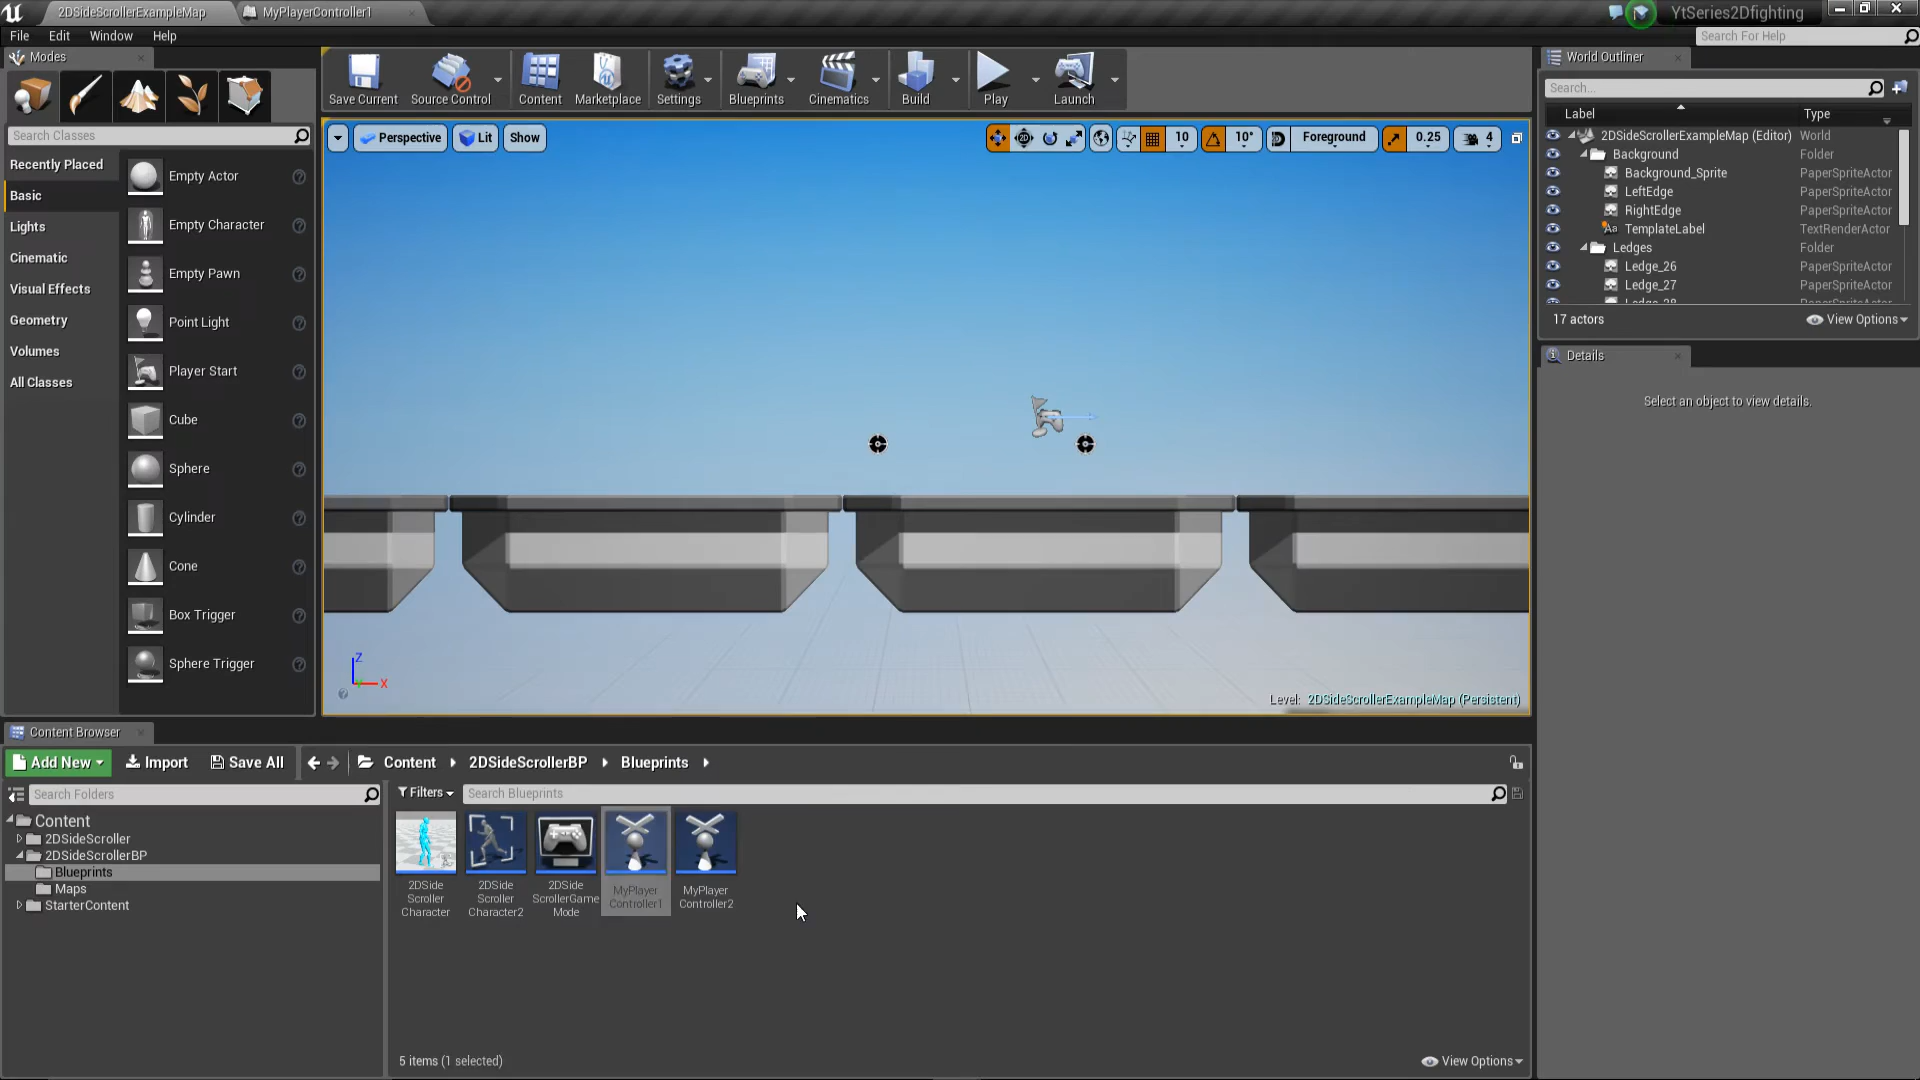 2DSideScrollerExampleMap
MyPlayerController1
YtSeries2Dfighting
File Edit Window Help
Search For Help
Modes
Search Classes
Recently Placed
Basic
Lights
Cinematic
Visual Effects
Geometry
Volumes
All Classes
Empty Actor
Empty Character
Empty Pawn
Point Light
Player Start
Cube
Sphere
Cylinder
Cone
Box Trigger
Sphere Trigger
Save Current Source Control Content Marketplace Settings Blueprints Cinematics Build Play Launch
Perspective Lit Show
10 10° Foreground 0.25 4
Z
X
Level: 2DSideScrollerExampleMap (Persistent)
World Outliner
Search...
Label Type
2DSideScrollerExampleMap (Editor) World
Background Folder
Background_Sprite PaperSpriteActor
LeftEdge PaperSpriteActor
RightEdge PaperSpriteActor
TemplateLabel TextRenderActor
Ledges Folder
Ledge_26 PaperSpriteActor
Ledge_27 PaperSpriteActor
Ledge_28 PaperSpriteActor
17 actors View Options
Details
Select an object to view details.
Content Browser
Add New Import Save All Content 2DSideScrollerBP Blueprints
Search Folders
Content
2DSideScroller
2DSideScrollerBP
Blueprints
Maps
StarterContent
Filters Search Blueprints
2DSide
Scroller
Character
2DSide
Scroller
Character2
2DSide
ScrollerGame
Mode
MyPlayer
Controller1
MyPlayer
Controller2
5 items (1 selected) View Options